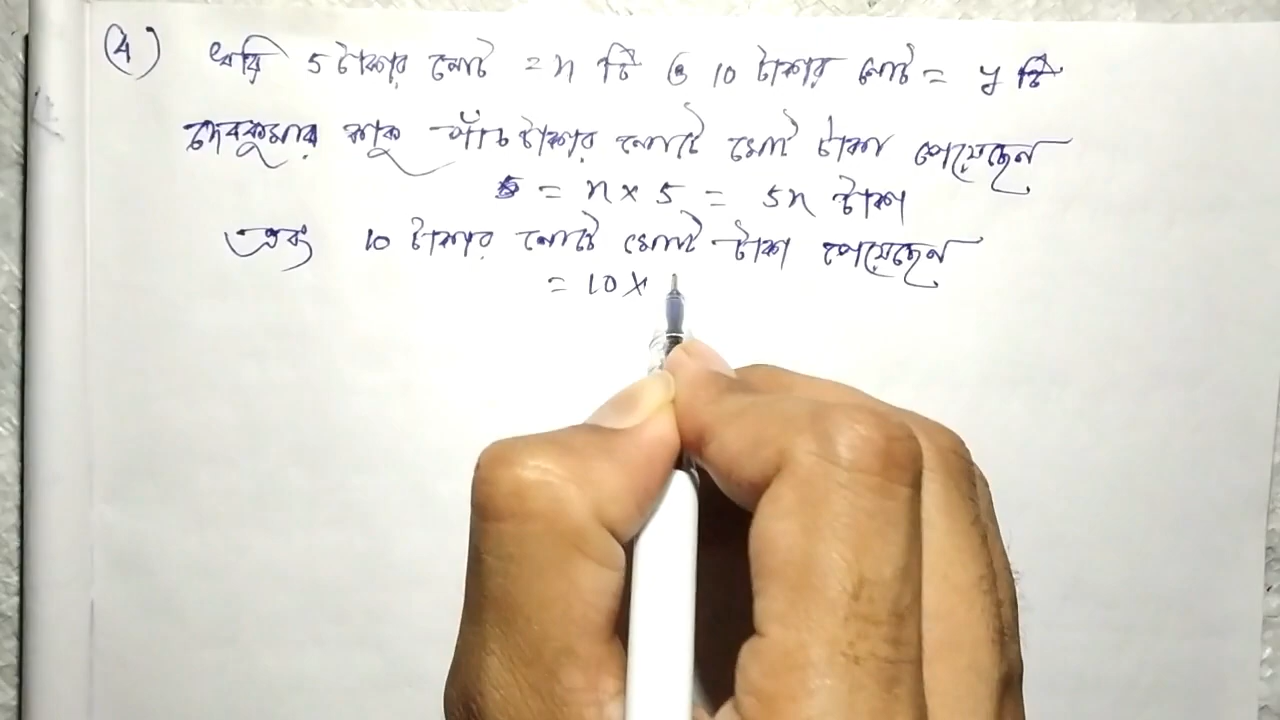 (4) ধরি 5 টাকার নোট = x টি ও 10 টাকার নোট = y টি
দেবকুমার কাকু পাঁচ টাকার নোটে মোট টাকা পেয়েছেন
= x × 5 = 5x টাকা
এবং 10 টাকার নোটে মোট টাকা পেয়েছেন
= 10 ×